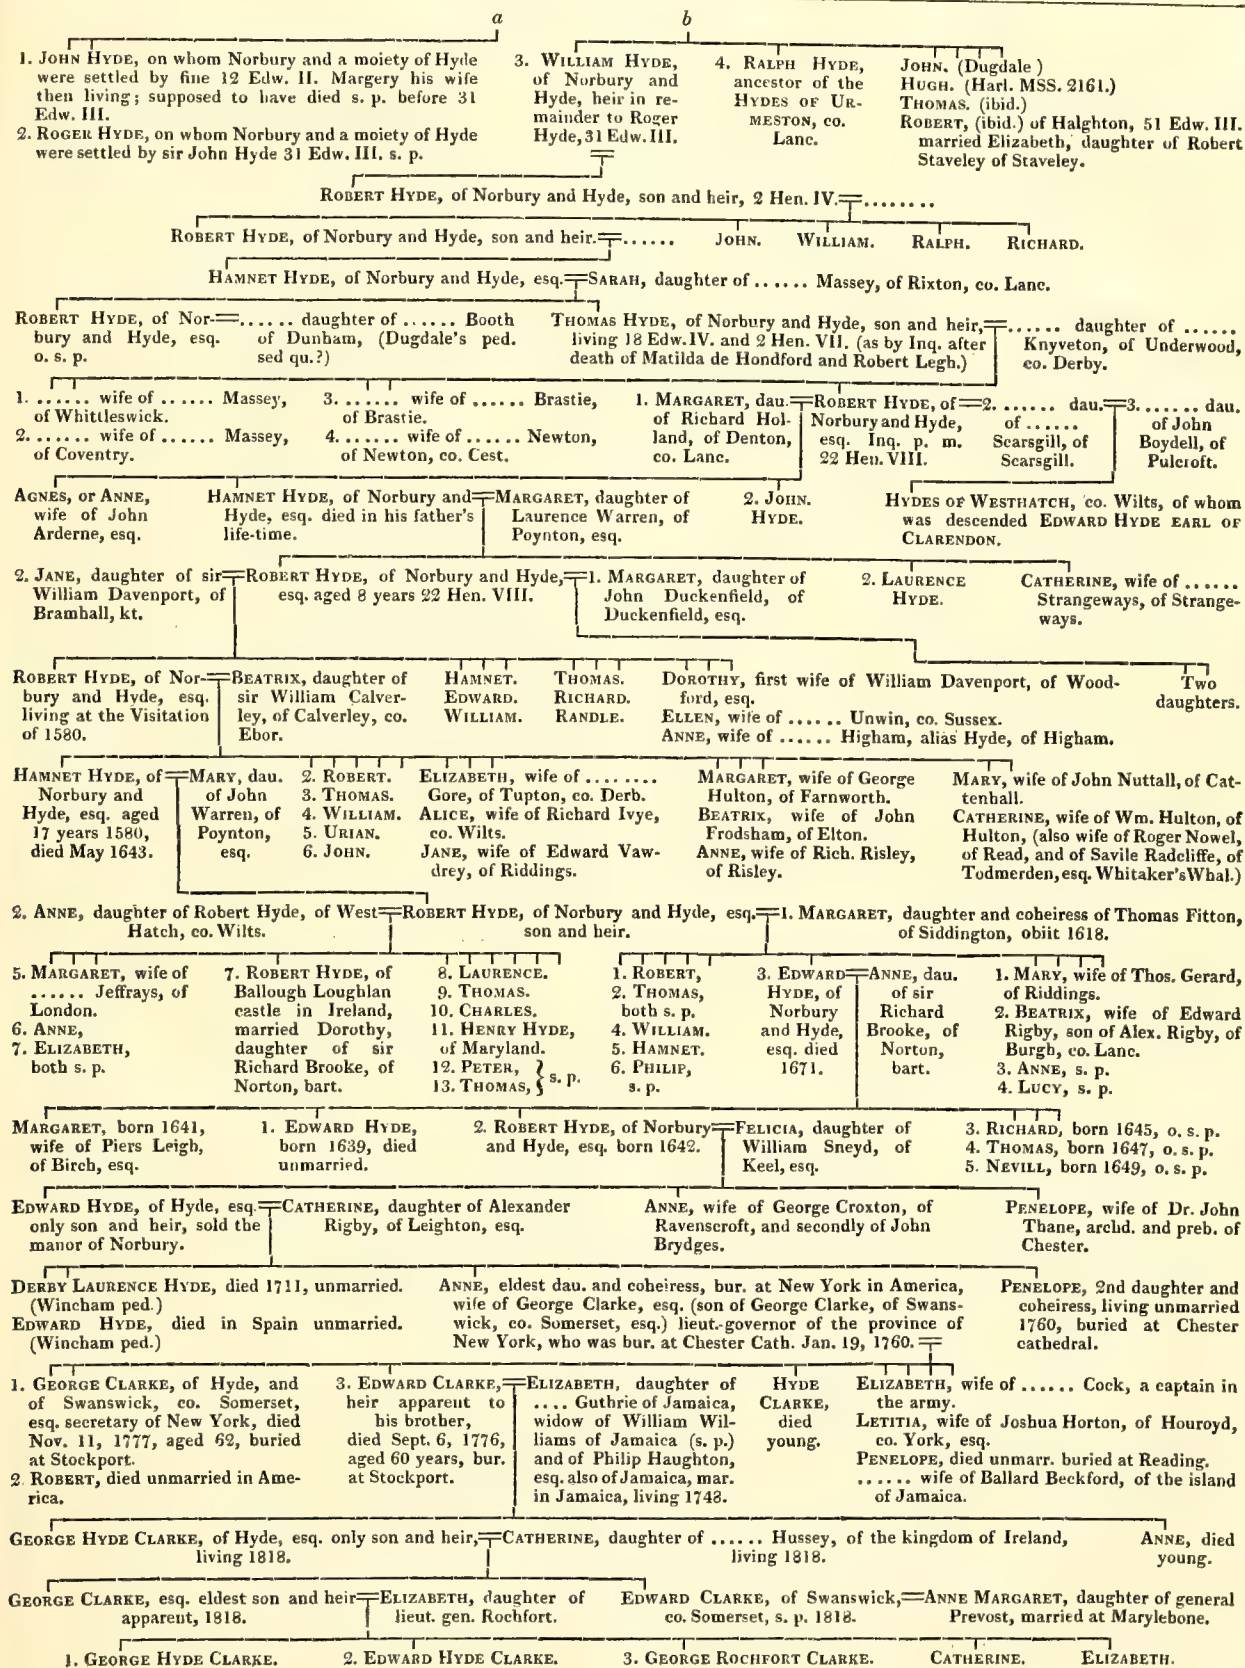 a
b
1. JOHN HYDE, on whom Norbury and a moiety of Hyde
were settled by fine 12 Edw. II. Margery his wife
then living; supposed to have died s. p. before 31
Edw. III.
2. ROGER HYDE, on whom Norbury and a moiety of Hyde
were settled by sir John Hyde 31 Edw. III. s. p.
3. WILLIAM HYDE,
of Norbury and
Hyde, heir in re-
mainder to Roger
Hyde, 31 Edw. III.
4. RALPH HYDE,
ancestor of the
HYDES OF UR-
MESTON, co.
Lanc.
JOHN. (Dugdale )
HUGH. (Harl. MSS. 2161.)
THOMAS. (ibid.)
ROBERT, (ibid.) of Halghton, 51 Edw. III.
married Elizabeth, daughter of Robert
Staveley of Staveley.
ROBERT HYDE, of Norbury and Hyde, son and heir, 2 Hen. IV. ........
ROBERT HYDE, of Norbury and Hyde, son and heir. ......
JOHN.
WILLIAM.
RALPH.
RICHARD.
HAMNET HYDE, of Norbury and Hyde, esq. SARAH, daughter of ...... Massey, of Rixton, co. Lanc.
ROBERT HYDE, of Nor-
bury and Hyde, esq.
o. s. p.
...... daughter of ...... Booth
of Dunham, (Dugdale's ped.
sed qu.?)
THOMAS HYDE, of Norbury and Hyde, son and heir,
living 18 Edw. IV. and 2 Hen. VII. (as by Inq. after
death of Matilda de Hondford and Robert Legh.)
...... daughter of ......
Knyveton, of Underwood,
co. Derby.
1. ...... wife of ...... Massey,
of Whittleswick.
2. ...... wife of ...... Massey,
of Coventry.
3. ...... wife of ...... Brastie,
of Brastie.
4. ...... wife of ...... Newton,
of Newton, co. Cest.
1. MARGARET, dau.
of Richard Hol-
land, of Denton,
co. Lanc.
ROBERT HYDE, of
Norbury and Hyde,
esq. Inq. p. m.
22 Hen. VIII.
2. ...... dau.
of ......
Scarsgill, of
Scarsgill.
3. ...... dau.
of John
Boydell, of
Pulcroft.
AGNES, or ANNE,
wife of John
Arderne, esq.
HAMNET HYDE, of Norbury and
Hyde, esq. died in his father's
life-time.
MARGARET, daughter of
Laurence Warren, of
Poynton, esq.
2. JOHN.
HYDE.
HYDES OF WESTHATCH, co. Wilts, of whom
was descended EDWARD HYDE EARL OF
CLARENDON.
2. JANE, daughter of sir
William Davenport, of
Bramhall, kt.
ROBERT HYDE, of Norbury and Hyde,
esq. aged 8 years 22 Hen. VIII.
1. MARGARET, daughter of
John Duckenfield, of
Duckenfield, esq.
2. LAURENCE
HYDE.
CATHERINE, wife of ......
Strangeways, of Strange-
ways.
ROBERT HYDE, of Nor-
bury and Hyde, esq.
living at the Visitation
of 1580.
BEATRIX, daughter of
sir William Calver-
ley, of Calverley, co.
Ebor.
HAMNET.
EDWARD.
WILLIAM.
THOMAS.
RICHARD.
RANDLE.
DOROTHY, first wife of William Davenport, of Wood-
ford, esq.
ELLEN, wife of ...... Unwin, co. Sussex.
ANNE, wife of ...... Higham, alias Hyde, of Higham.
Two
daughters.
HAMNET HYDE, of
Norbury and
Hyde, esq. aged
17 years 1580,
died May 1643.
MARY, dau.
of John
Warren, of
Poynton,
esq.
2. ROBERT.
3. THOMAS.
4. WILLIAM.
5. URIAN.
6. JOHN.
ELIZABETH, wife of ........
Gore, of Tupton, co. Derb.
ALICE, wife of Richard Ivye,
co. Wilts.
JANE, wife of Edward Vaw-
drey, of Riddings.
MARGARET, wife of George
Hulton, of Farnworth.
BEATRIX, wife of John
Frodsham, of Elton.
ANNE, wife of Rich. Risley,
of Risley.
MARY, wife of John Nuttall, of Cat-
tenhall.
CATHERINE, wife of Wm. Hulton, of
Hulton, (also wife of Roger Nowel,
of Read, and of Savile Radcliffe, of
Todmerden, esq. Whitaker's Whal.)
2. ANNE, daughter of Robert Hyde, of West
Hatch, co. Wilts.
ROBERT HYDE, of Norbury and Hyde, esq.
son and heir.
1. MARGARET, daughter and coheiress of Thomas Fitton,
of Siddington, obiit 1618.
5. MARGARET, wife of
...... Jeffrays, of
London.
6. ANNE,
7. ELIZABETH,
both s. p.
7. ROBERT HYDE, of
Ballough Loughlan
castle in Ireland,
married Dorothy,
daughter of sir
Richard Brooke, of
Norton, bart.
8. LAURENCE.
9. THOMAS.
10. CHARLES.
11. HENRY HYDE,
of Maryland.
12. PETER,
13. THOMAS, } s. p.
1. ROBERT,
2. THOMAS,
both s. p.
4. WILLIAM.
5. HAMNET.
6. PHILIP,
s. p.
3. EDWARD
HYDE, of
Norbury
and Hyde,
esq. died
1671.
ANNE, dau.
of sir
Richard
Brooke, of
Norton,
bart.
1. MARY, wife of Thos. Gerard,
of Riddings.
2. BEATRIX, wife of Edward
Rigby, son of Alex. Rigby, of
Burgh, co. Lanc.
3. ANNE, s. p.
4. LUCY, s. p.
MARGARET, born 1641,
wife of Piers Leigh,
of Birch, esq.
1. EDWARD HYDE,
born 1639, died
unmarried.
2. ROBERT HYDE, of Norbury
and Hyde, esq. born 1642.
FELICIA, daughter of
William Sneyd, of
Keel, esq.
3. RICHARD, born 1645, o. s. p.
4. THOMAS, born 1647, o. s. p.
5. NEVILL, born 1649, o. s. p.
EDWARD HYDE, of Hyde, esq.
only son and heir, sold the
manor of Norbury.
CATHERINE, daughter of Alexander
Rigby, of Leighton, esq.
ANNE, wife of George Croxton, of
Ravenscroft, and secondly of John
Brydges.
PENELOPE, wife of Dr. John
Thane, archd. and preb. of
Chester.
DERBY LAURENCE HYDE, died 1711, unmarried.
(Wincham ped.)
EDWARD HYDE, died in Spain unmarried.
(Wincham ped.)
ANNE, eldest dau. and coheiress, bur. at New York in America,
wife of George Clarke, esq. (son of George Clarke, of Swans-
wick, co. Somerset, esq.) lieut.-governor of the province of
New York, who was bur. at Chester Cath. Jan. 19, 1760.
PENELOPE, 2nd daughter and
coheiress, living unmarried
1760, buried at Chester
cathedral.
1. GEORGE CLARKE, of Hyde, and
of Swanswick, co. Somerset,
esq. secretary of New York, died
Nov. 11, 1777, aged 62, buried
at Stockport.
2. ROBERT, died unmarried in Ame-
rica.
3. EDWARD CLARKE,
heir apparent to
his brother,
died Sept. 6, 1776,
aged 60 years, bur.
at Stockport.
ELIZABETH, daughter of
.... Guthrie of Jamaica,
widow of William Wil-
liams of Jamaica (s. p.)
and of Philip Haughton,
esq. also of Jamaica, mar.
in Jamaica, living 1748.
HYDE
CLARKE,
died
young.
ELIZABETH, wife of ...... Cock, a captain in
the army.
LETITIA, wife of Joshua Horton, of Houroyd,
co. York, esq.
PENELOPE, died unmarr. buried at Reading.
...... wife of Ballard Beckford, of the island
of Jamaica.
GEORGE HYDE CLARKE, of Hyde, esq. only son and heir,
living 1818.
CATHERINE, daughter of ...... Hussey, of the kingdom of Ireland,
living 1818.
ANNE, died
young.
GEORGE CLARKE, esq. eldest son and heir
apparent, 1818.
ELIZABETH, daughter of
lieut. gen. Rochfort.
EDWARD CLARKE, of Swanswick,
co. Somerset, s. p. 1818.
ANNE MARGARET, daughter of general
Prevost, married at Marylebone.
1. GEORGE HYDE CLARKE.
2. EDWARD HYDE CLARKE.
3. GEORGE ROCHFORT CLARKE.
CATHERINE.
ELIZABETH.